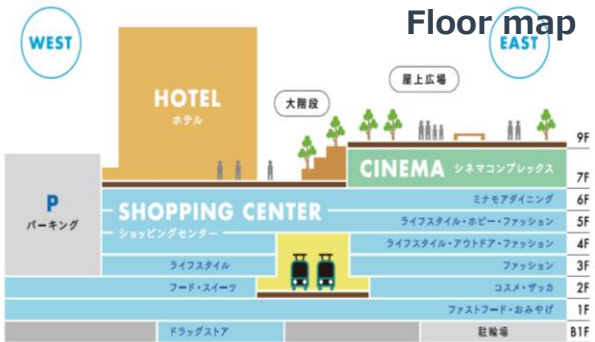 Floor map
WEST
EAST
HOTEL
ホテル
大階段
屋上広場
9F
CINEMA シネマコンプレックス
7F
P
パーキング
SHOPPING CENTER
ショッピングセンター
ミナモアダイニング 6F
ライフスタイル・ホビー・ファッション 5F
ライフスタイル・アウトドア・ファッション 4F
ライフスタイル
ファッション 3F
フード・スイーツ
コスメ・ザッカ 2F
ファストフード・おみやげ 1F
ドラッグストア
駐輪場 B1F